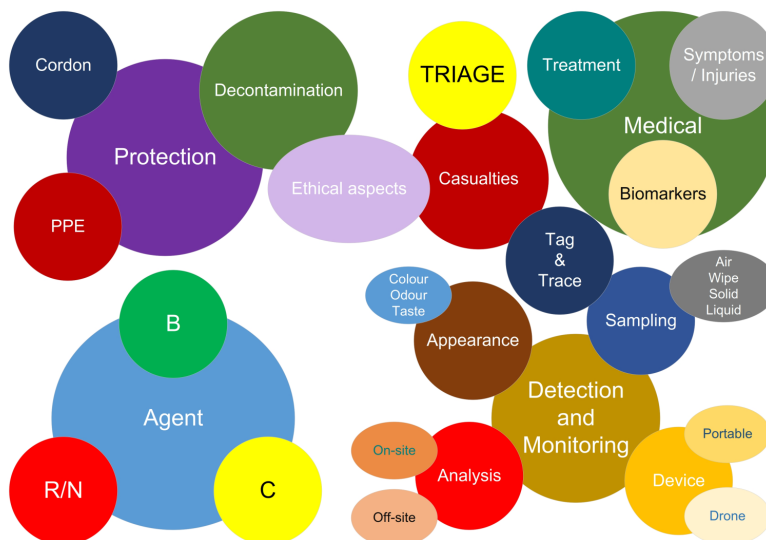 Cordon
Decontamination
Protection
PPE
Ethical aspects
TRIAGE
Casualties
Treatment
Symptoms
/ Injuries
Medical
Biomarkers
Tag
&
Trace
Air
Wipe
Solid
Liquid
Sampling
Colour
Odour
Taste
Appearance
Detection
and
Monitoring
On-site
Analysis
Off-site
Portable
Device
Drone
B
Agent
R/N
C